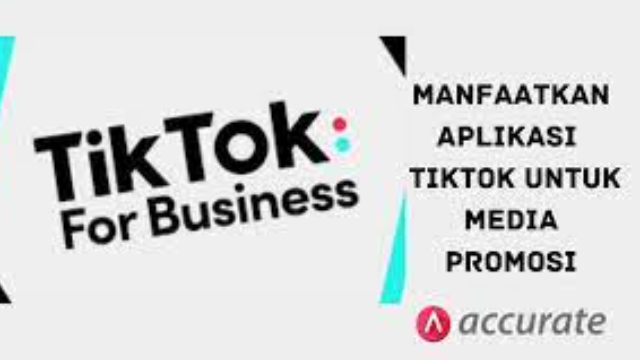 TikTok:
For Business
MANFAATKAN
APLIKASI
TIKTOK UNTUK
MEDIA
PROMOSI
accurate